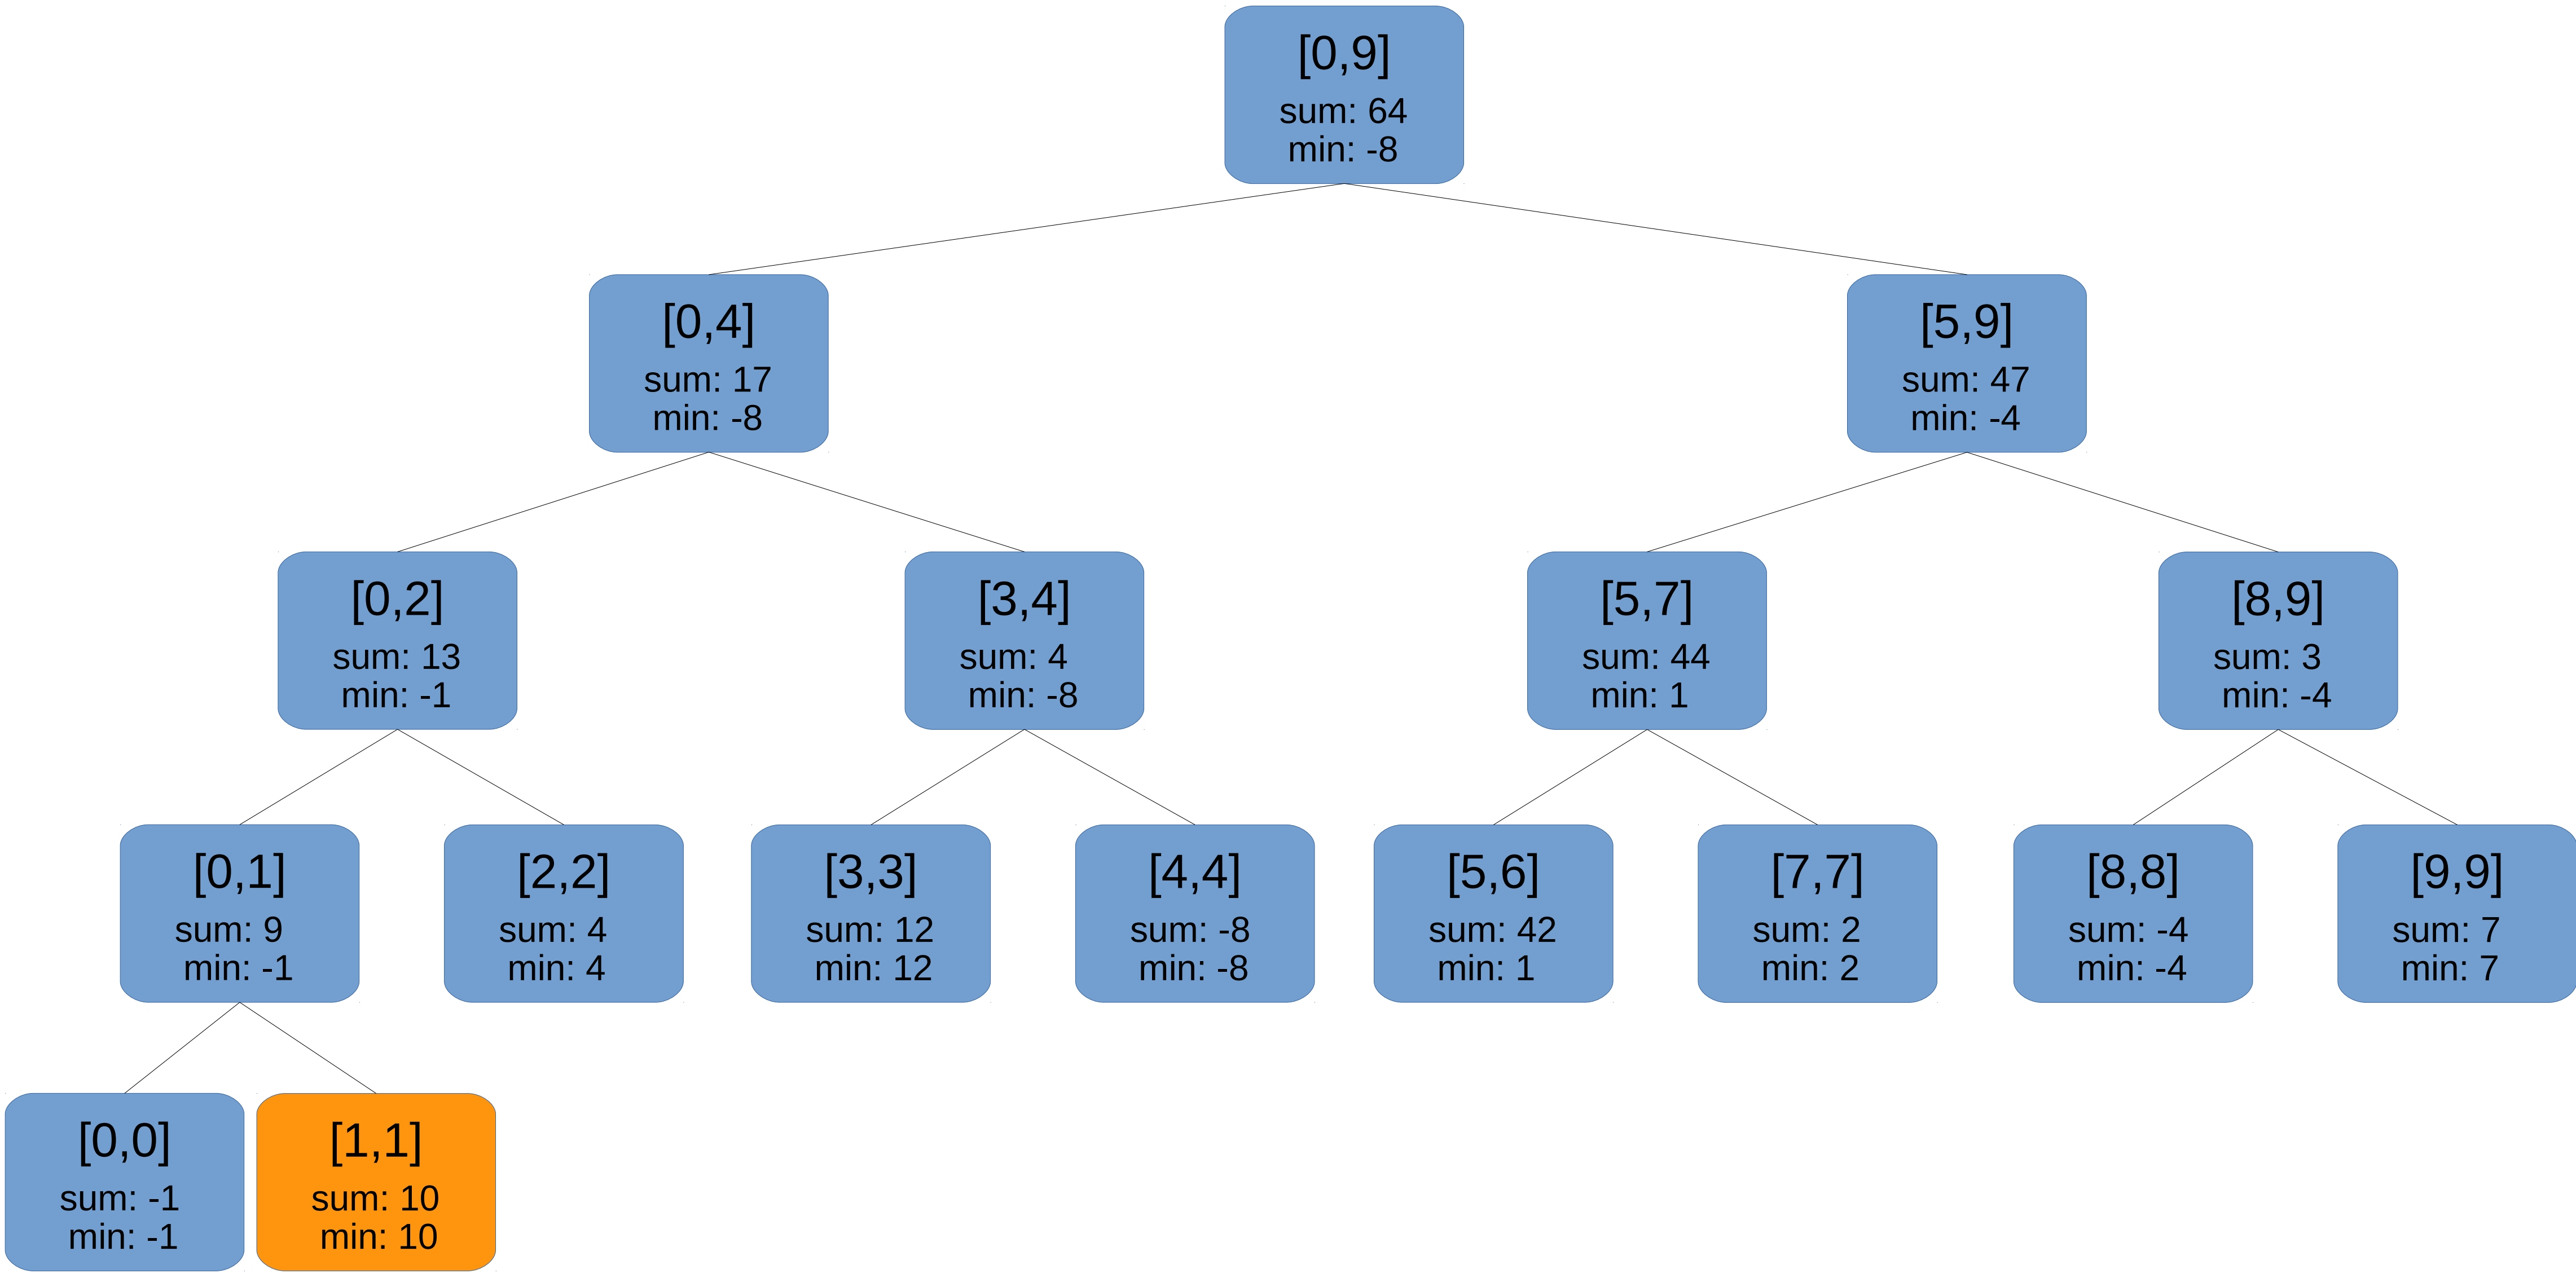 [0,9]
sum: 64
min: -8
[0,4]
sum: 17
min: -8
[5,9]
sum: 47
min: -4
[0,2]
sum: 13
min: -1
[3,4]
sum: 4
min: -8
[5,7]
sum: 44
min: 1
[8,9]
sum: 3
min: -4
[0,1]
sum: 9
min: -1
[2,2]
sum: 4
min: 4
[3,3]
sum: 12
min: 12
[4,4]
sum: -8
min: -8
[5,6]
sum: 42
min: 1
[7,7]
sum: 2
min: 2
[8,8]
sum: -4
min: -4
[9,9]
sum: 7
min: 7
[0,0]
sum: -1
min: -1
[1,1]
sum: 10
min: 10